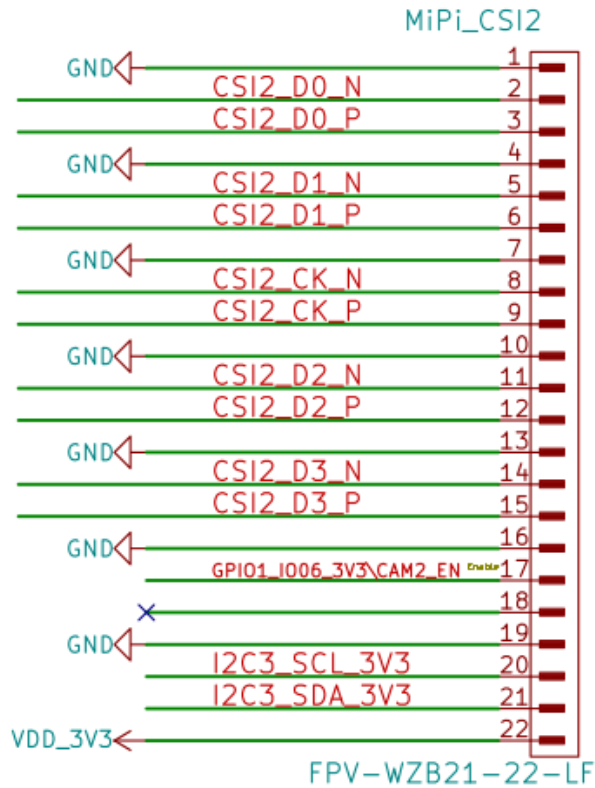 MiPi_CSI2
GND 1
CSI2_D0_N 2
CSI2_D0_P 3
GND 4
CSI2_D1_N 5
CSI2_D1_P 6
GND 7
CSI2_CK_N 8
CSI2_CK_P 9
GND 10
CSI2_D2_N 11
CSI2_D2_P 12
GND 13
CSI2_D3_N 14
CSI2_D3_P 15
GND 16
GPIO1_IO06_3V3\CAM2_EN Enable 17
18
GND 19
I2C3_SCL_3V3 20
I2C3_SDA_3V3 21
VDD_3V3 22
FPV-WZB21-22-LF